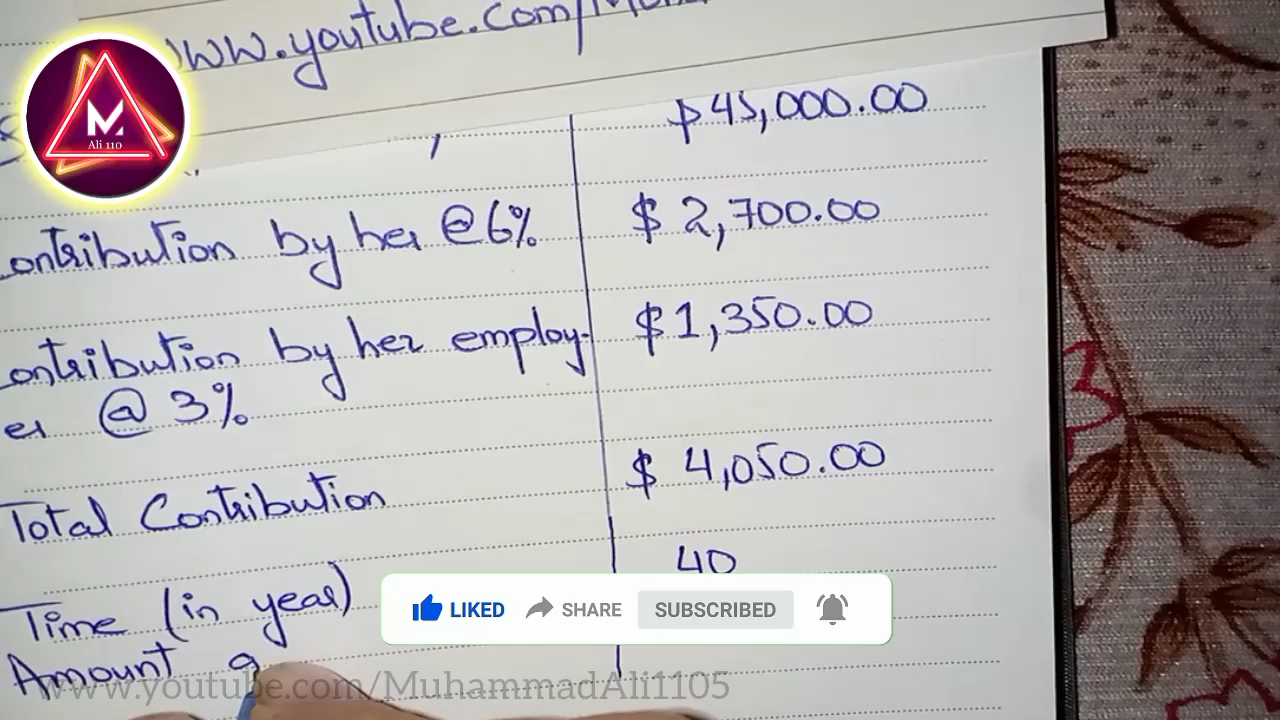 www.youtube.com/M
M
Ali 110
$45,000.00
ontribution by her @6% $ 2,700.00
ontribution by her employ- $1,350.00
er @ 3%
Total Contribution $ 4,050.00
Time (in year) 40
LIKED SHARE SUBSCRIBED
Amount
www.youtube.com/MuhammadAli1105